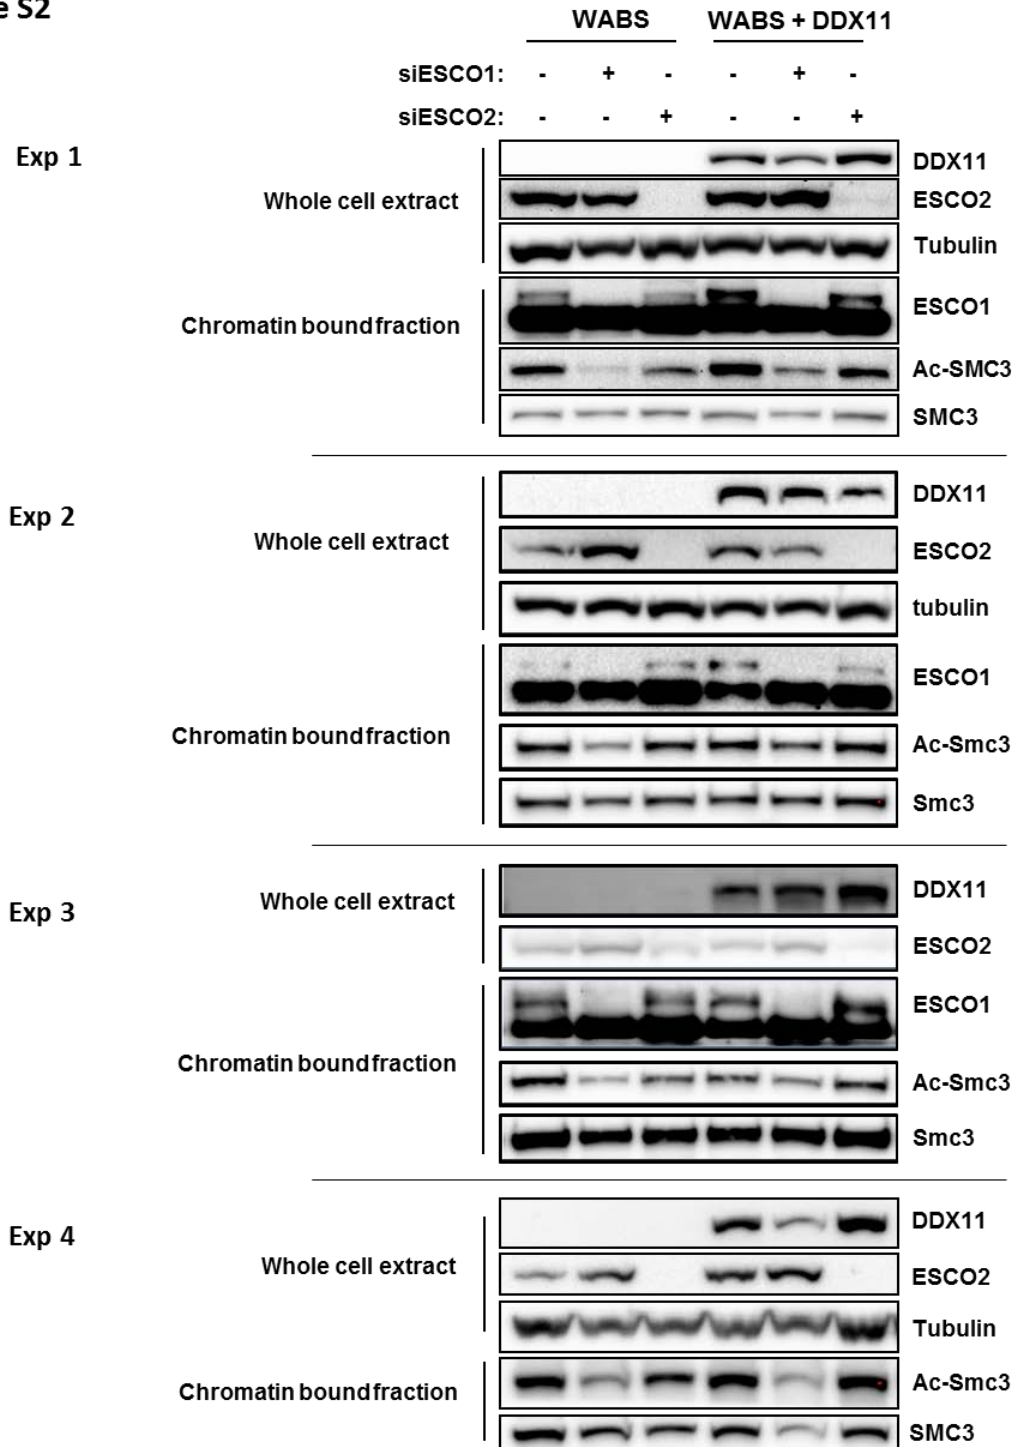 e S2
WABS WABS + DDX11
siESCO1: - + - - + -
siESCO2: - - + - - +
Exp 1
Whole cell extract
DDX11
ESCO2
Tubulin
Chromatin bound fraction
ESCO1
Ac-SMC3
SMC3
Exp 2
Whole cell extract
DDX11
ESCO2
tubulin
Chromatin bound fraction
ESCO1
Ac-Smc3
Smc3
Exp 3
Whole cell extract
DDX11
ESCO2
Chromatin bound fraction
ESCO1
Ac-Smc3
Smc3
Exp 4
Whole cell extract
DDX11
ESCO2
Tubulin
Chromatin bound fraction
Ac-Smc3
SMC3